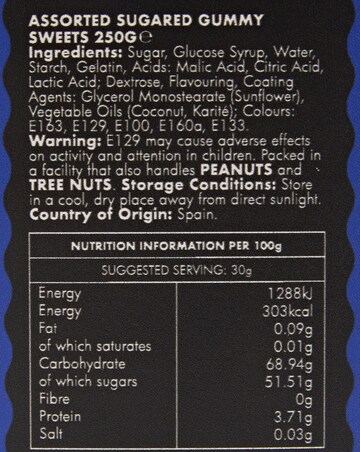 ASSORTED SUGARED GUMMY
SWEETS 250G℮
Ingredients: Sugar, Glucose Syrup, Water,
Starch, Gelatin, Acids: Malic Acid, Citric Acid,
Lactic Acid; Dextrose, Flavouring, Coating
Agents: Glycerol Monostearate (Sunflower),
Vegetable Oils (Coconut, Karité); Colours:
E163, E129, E100, E160a, E133.
Warning: E129 may cause adverse effects
on activity and attention in children. Packed in
a facility that also handles PEANUTS and
TREE NUTS. Storage Conditions: Store
in a cool, dry place away from direct sunlight.
Country of Origin: Spain.
NUTRITION INFORMATION PER 100g
SUGGESTED SERVING: 30g
Energy 1288kJ
Energy 303kcal
Fat 0.09g
of which saturates 0.01g
Carbohydrate 68.94g
of which sugars 51.51g
Fibre 0g
Protein 3.71g
Salt 0.03g